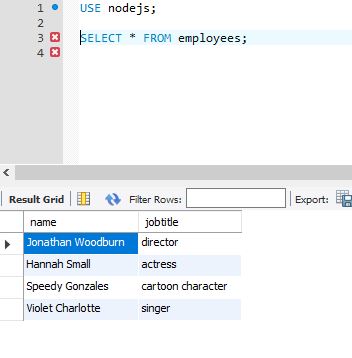 1 USE nodejs;
2
3 SELECT * FROM employees;
4
Result Grid Filter Rows: Export:
name jobtitle
Jonathan Woodburn director
Hannah Small actress
Speedy Gonzales cartoon character
Violet Charlotte singer